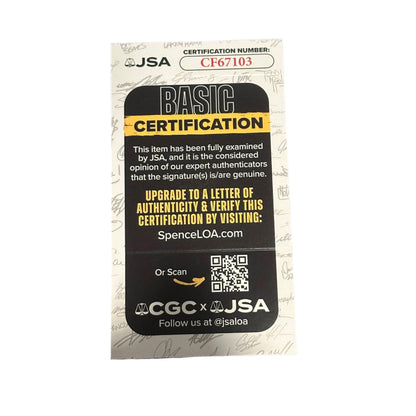 JSA
CERTIFICATION NUMBER:
CF67103
BASIC
CERTIFICATION
This item has been fully examined
by JSA, and it is the considered
opinion of our expert authenticators
that the signature(s) is/are genuine.
UPGRADE TO A LETTER OF
AUTHENTICITY & VERIFY THIS
CERTIFICATION BY VISITING:
SpenceLOA.com
Or Scan
CGC x JSA
Follow us at @jsaloa